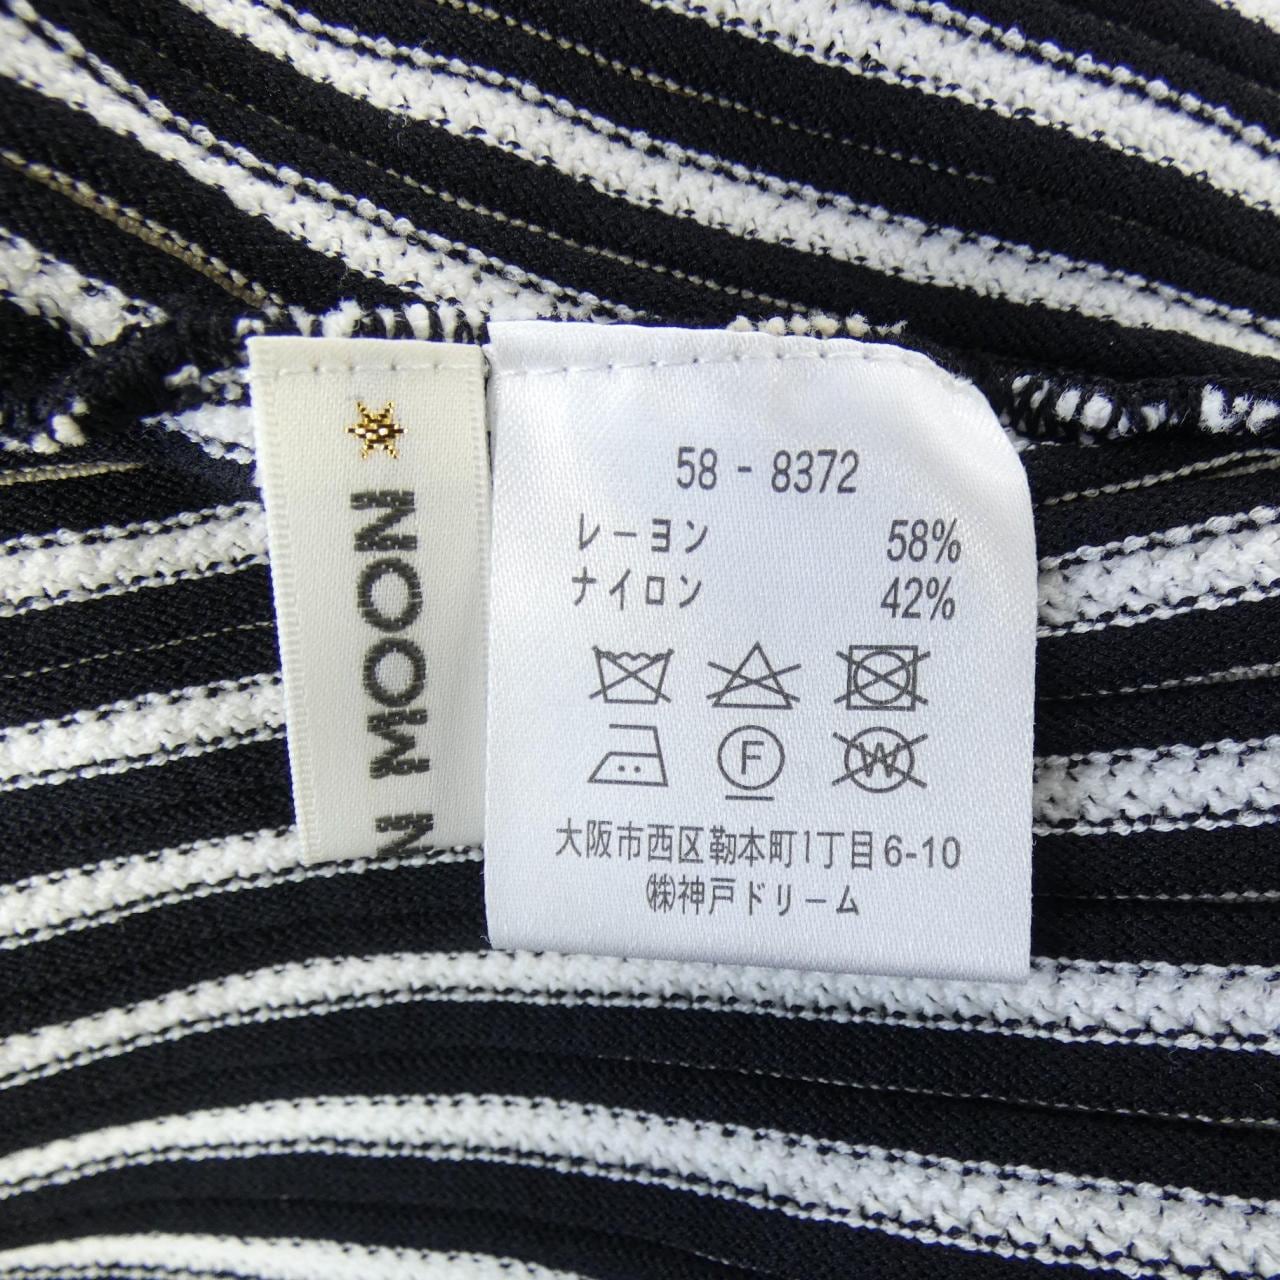 N MOON
58 - 8372
レーヨン 58%
ナイロン 42%
F
W
大阪市西区靱本町1丁目6-10
㈱神戸ドリーム